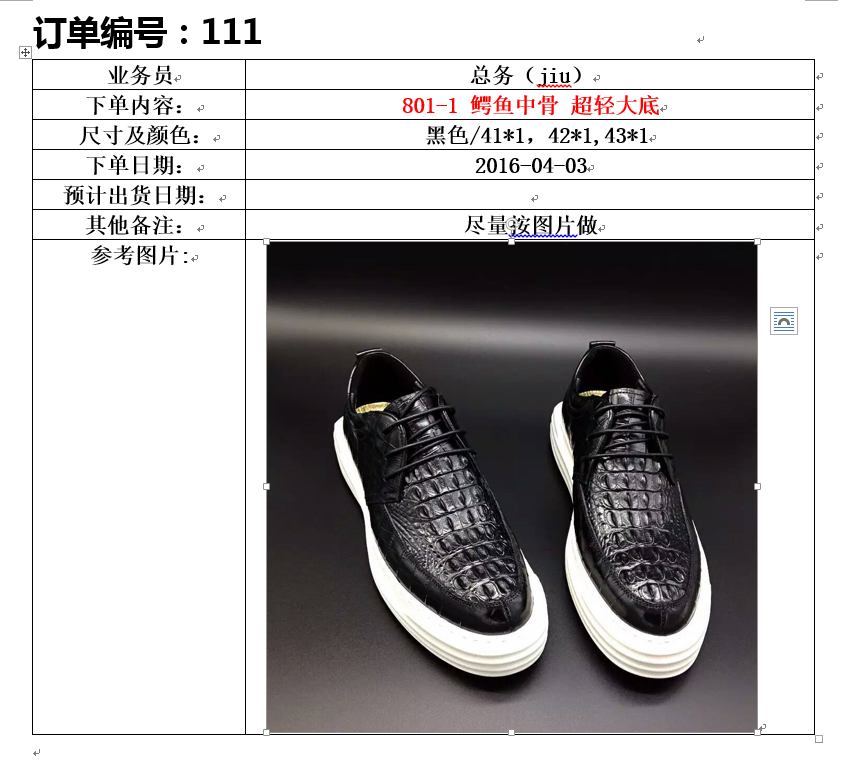 订单编号：111
业务员 总务（jiu）
下单内容： 801-1 鳄鱼中骨 超轻大底
尺寸及颜色： 黑色/41*1，42*1,43*1
下单日期： 2016-04-03
预计出货日期：
其他备注： 尽量按图片做
参考图片: